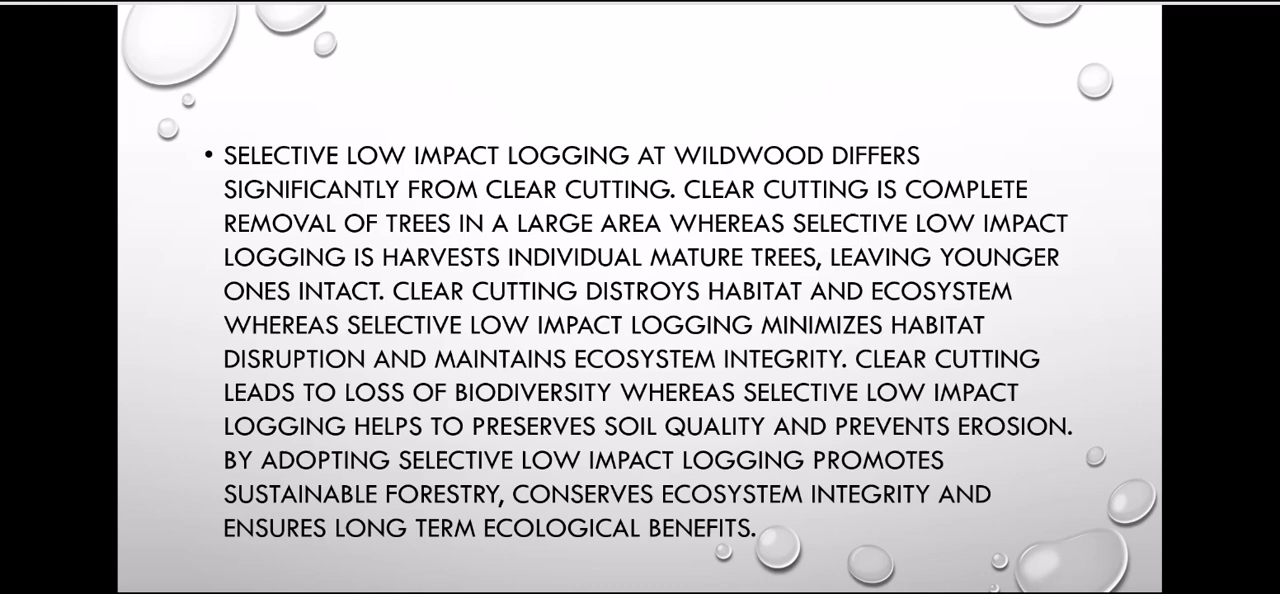 • SELECTIVE LOW IMPACT LOGGING AT WILDWOOD DIFFERS
SIGNIFICANTLY FROM CLEAR CUTTING. CLEAR CUTTING IS COMPLETE
REMOVAL OF TREES IN A LARGE AREA WHEREAS SELECTIVE LOW IMPACT
LOGGING IS HARVESTS INDIVIDUAL MATURE TREES, LEAVING YOUNGER
ONES INTACT. CLEAR CUTTING DISTROYS HABITAT AND ECOSYSTEM
WHEREAS SELECTIVE LOW IMPACT LOGGING MINIMIZES HABITAT
DISRUPTION AND MAINTAINS ECOSYSTEM INTEGRITY. CLEAR CUTTING
LEADS TO LOSS OF BIODIVERSITY WHEREAS SELECTIVE LOW IMPACT
LOGGING HELPS TO PRESERVES SOIL QUALITY AND PREVENTS EROSION.
BY ADOPTING SELECTIVE LOW IMPACT LOGGING PROMOTES
SUSTAINABLE FORESTRY, CONSERVES ECOSYSTEM INTEGRITY AND
ENSURES LONG TERM ECOLOGICAL BENEFITS.